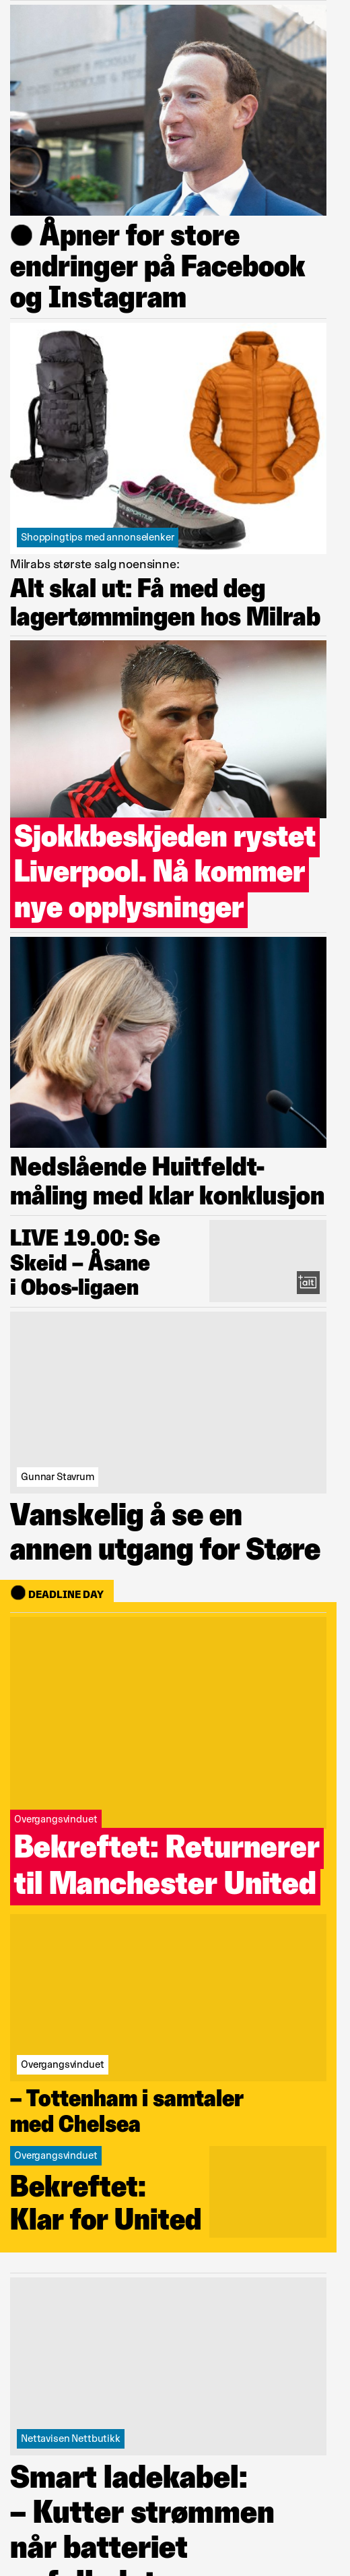 Åpner for store
endringer på Facebook
og Instagram
Shoppingtips med annonselenker
Milrabs største salg noensinne:
Alt skal ut: Få med deg
lagertømmingen hos Milrab
Sjokkbeskjeden rystet
Liverpool. Nå kommer
nye opplysninger
Nedslående Huitfeldt-
måling med klar konklusjon
LIVE 19.00: Se
Skeid – Åsane
i Obos-ligaen
alt
Gunnar Stavrum
Vanskelig å se en
annen utgang for Støre
DEADLINE DAY
Overgangsvinduet
Bekreftet: Returnerer
til Manchester United
Overgangsvinduet
– Tottenham i samtaler
med Chelsea
Overgangsvinduet
Bekreftet:
Klar for United
Nettavisen Nettbutikk
Smart ladekabel:
– Kutter strømmen
når batteriet